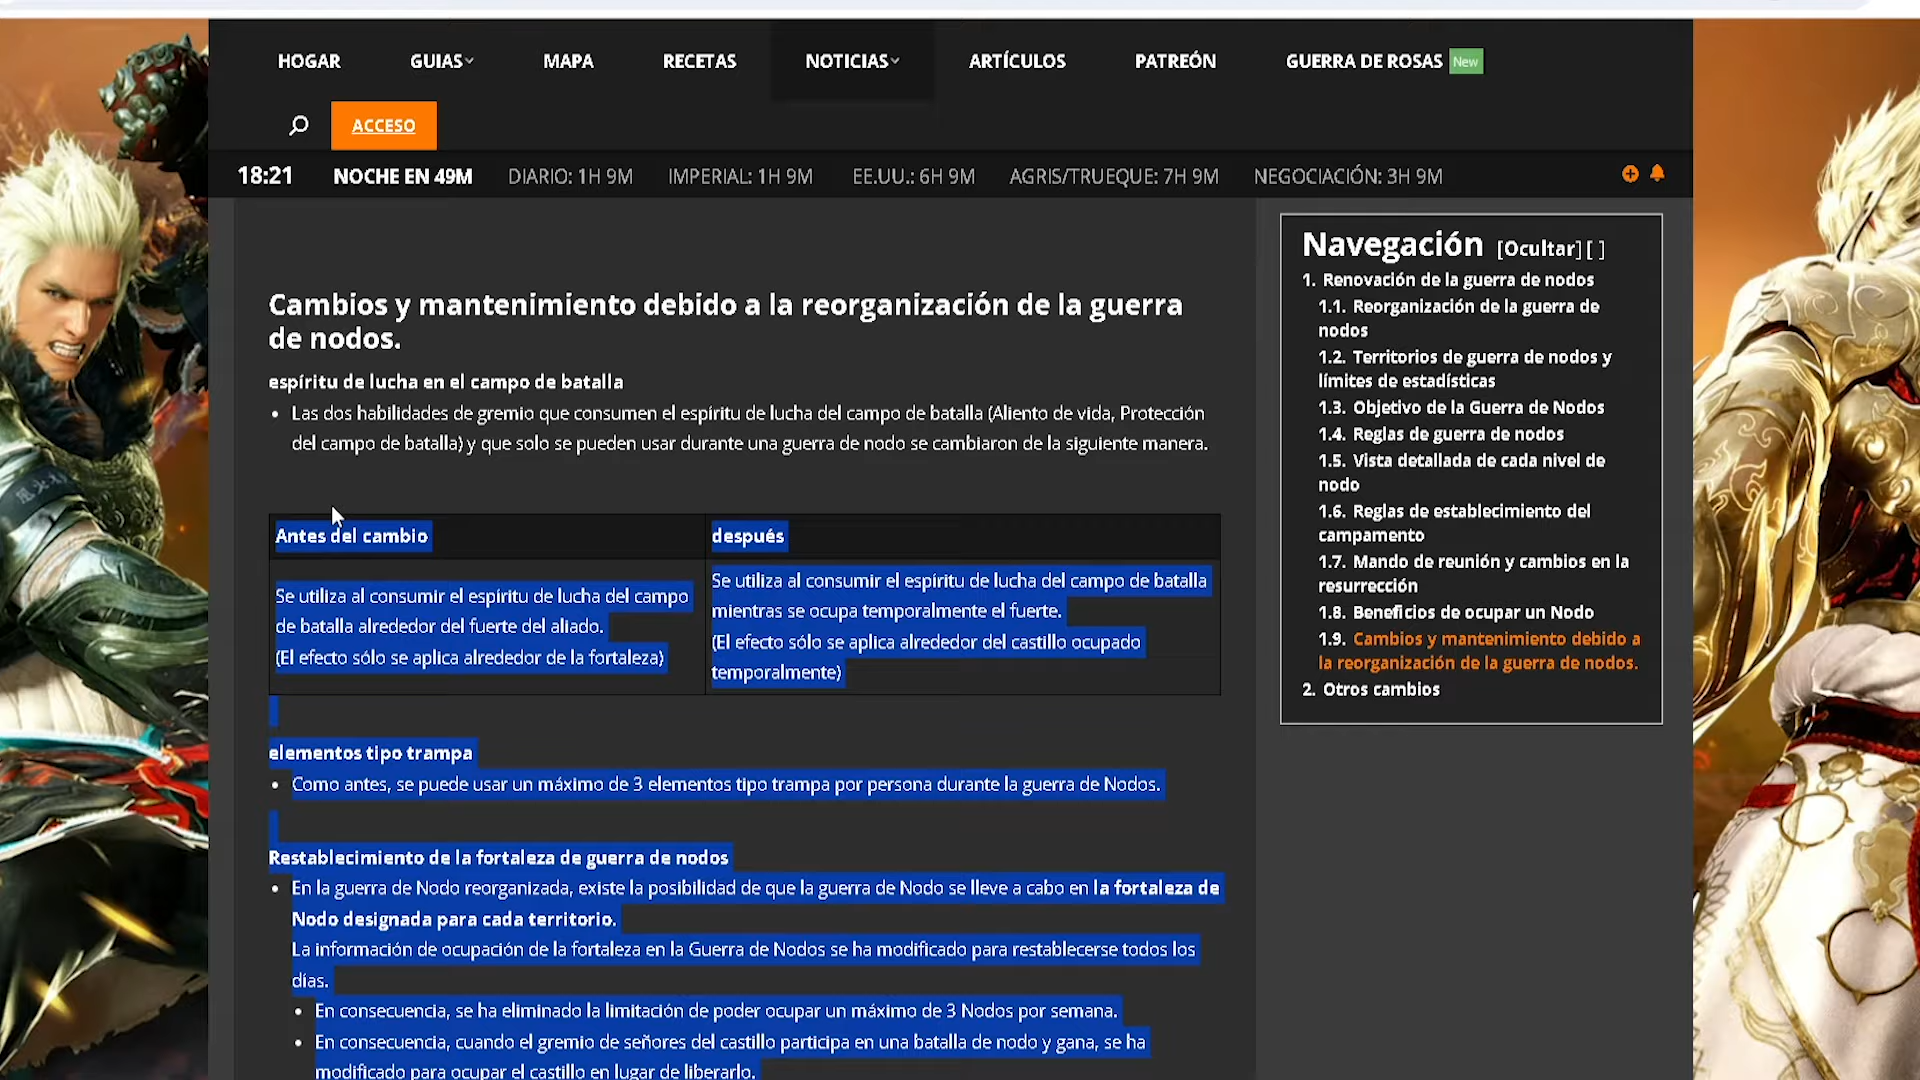 HOGAR GUIAS MAPA RECETAS NOTICIAS ARTÍCULOS PATREÓN GUERRA DE ROSAS New
ACCESO
18:21 NOCHE EN 49M DIARIO: 1H 9M IMPERIAL: 1H 9M EE.UU.: 6H 9M AGRIS/TRUEQUE: 7H 9M NEGOCIACIÓN: 3H 9M
Cambios y mantenimiento debido a la reorganización de la guerra
de nodos.
espíritu de lucha en el campo de batalla
• Las dos habilidades de gremio que consumen el espíritu de lucha del campo de batalla (Aliento de vida, Protección
del campo de batalla) y que solo se pueden usar durante una guerra de nodo se cambiaron de la siguiente manera.
Antes del cambio
Se utiliza al consumir el espíritu de lucha del campo
de batalla alrededor del fuerte del aliado.
(El efecto sólo se aplica alrededor de la fortaleza)
después
Se utiliza al consumir el espíritu de lucha del campo de batalla
mientras se ocupa temporalmente el fuerte.
(El efecto sólo se aplica alrededor del castillo ocupado
temporalmente)
elementos tipo trampa
• Como antes, se puede usar un máximo de 3 elementos tipo trampa por persona durante la guerra de Nodos.
Restablecimiento de la fortaleza de guerra de nodos
• En la guerra de Nodo reorganizada, existe la posibilidad de que la guerra de Nodo se lleve a cabo en la fortaleza de
Nodo designada para cada territorio.
La información de ocupación de la fortaleza en la Guerra de Nodos se ha modificado para restablecerse todos los
días.
• En consecuencia, se ha eliminado la limitación de poder ocupar un máximo de 3 Nodos por semana.
• En consecuencia, cuando el gremio de señores del castillo participa en una batalla de nodo y gana, se ha
modificado para ocupar el castillo en lugar de liberarlo.
Navegación [Ocultar][ ]
1. Renovación de la guerra de nodos
1.1. Reorganización de la guerra de
nodos
1.2. Territorios de guerra de nodos y
límites de estadísticas
1.3. Objetivo de la Guerra de Nodos
1.4. Reglas de guerra de nodos
1.5. Vista detallada de cada nivel de
nodo
1.6. Reglas de establecimiento del
campamento
1.7. Mando de reunión y cambios en la
resurrección
1.8. Beneficios de ocupar un Nodo
1.9. Cambios y mantenimiento debido a
la reorganización de la guerra de nodos.
2. Otros cambios